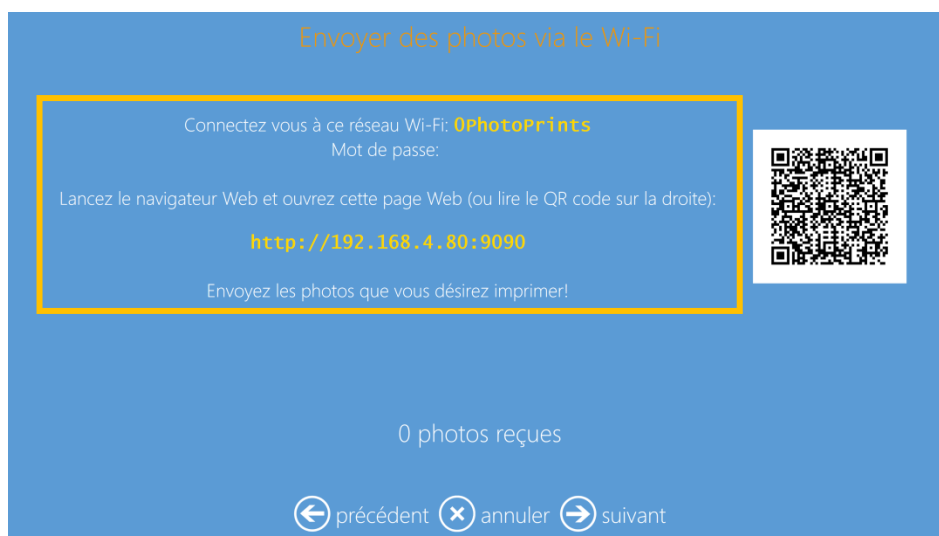 Envoyer des photos via le Wi-Fi
Connectez vous à ce réseau Wi-Fi: 0PhotoPrints
Mot de passe:
Lancez le navigateur Web et ouvrez cette page Web (ou lire le QR code sur la droite):
http://192.168.4.80:9090
Envoyez les photos que vous désirez imprimer!
0 photos reçues
précédent annuler suivant